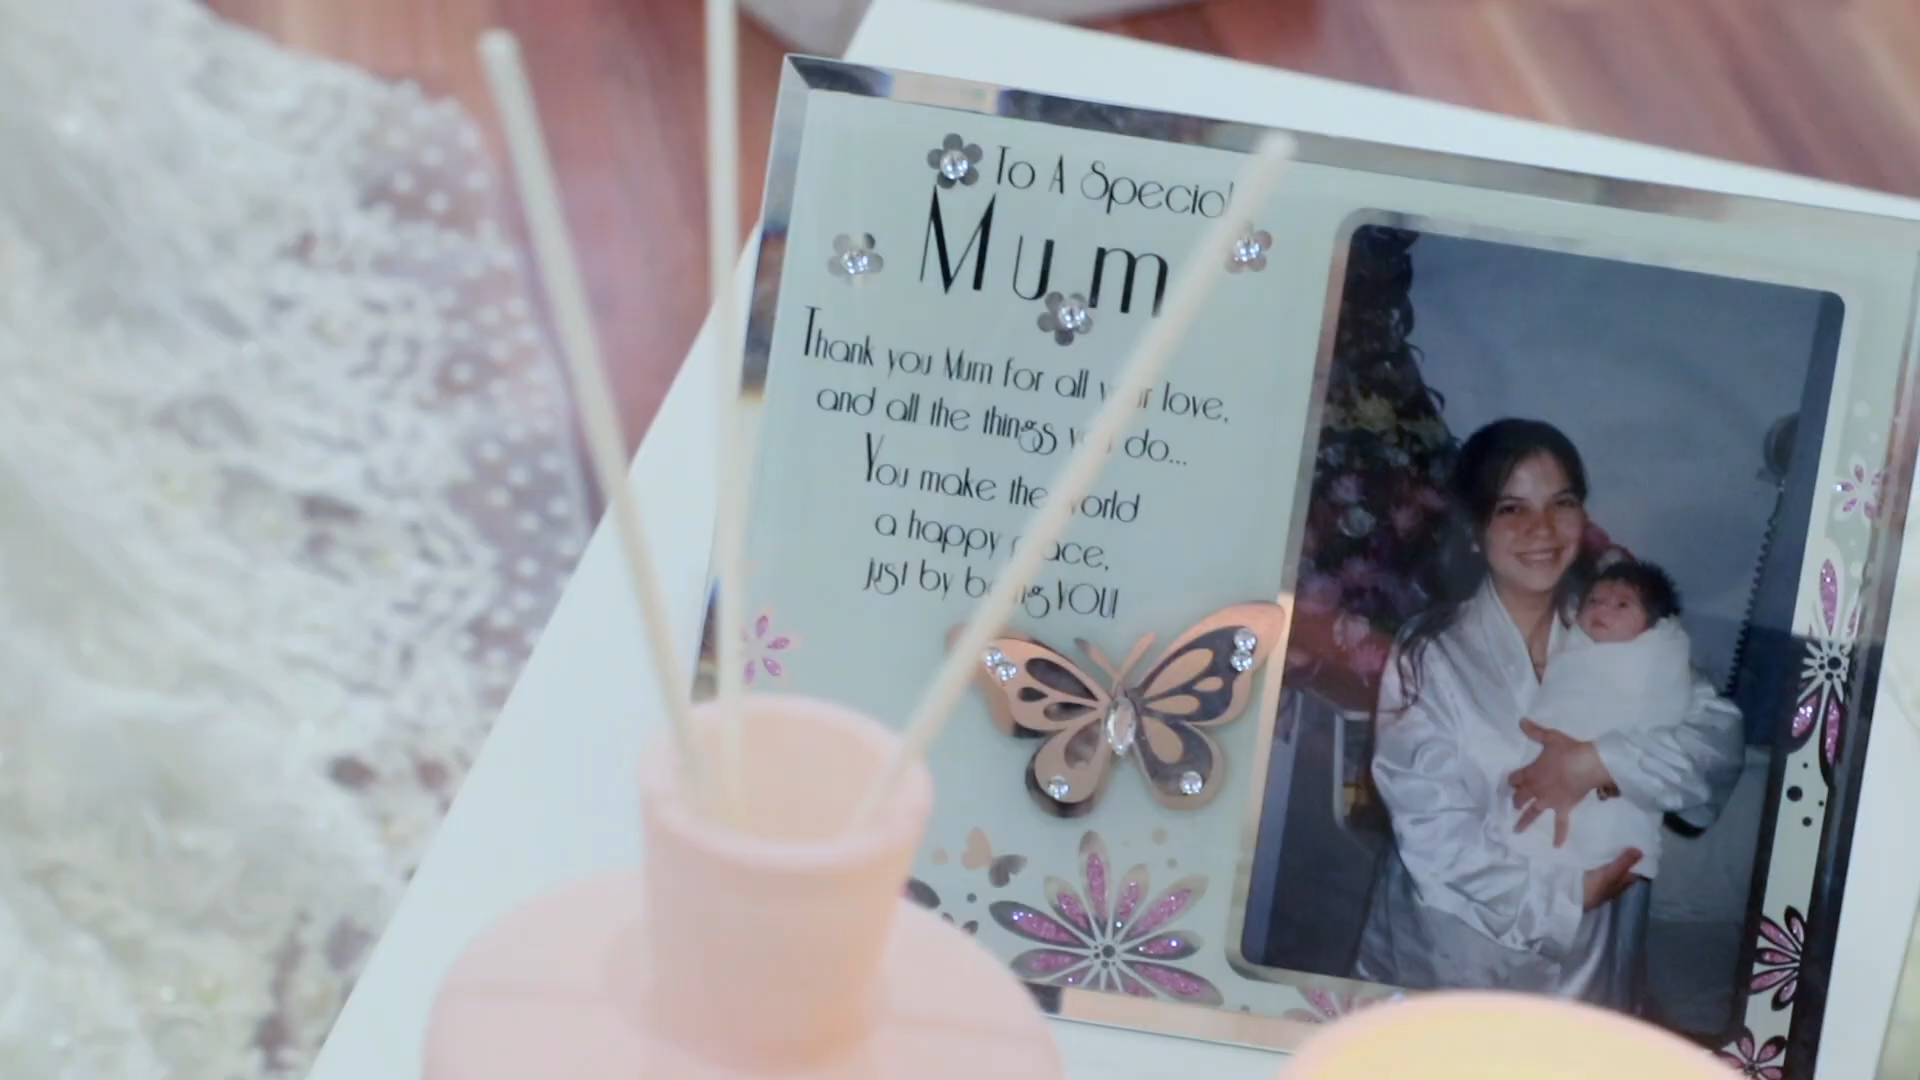 To A Special
Mum
Thank you Mum for all your love,
and all the things you do...
You make the world
a happy place,
just by being YOU!